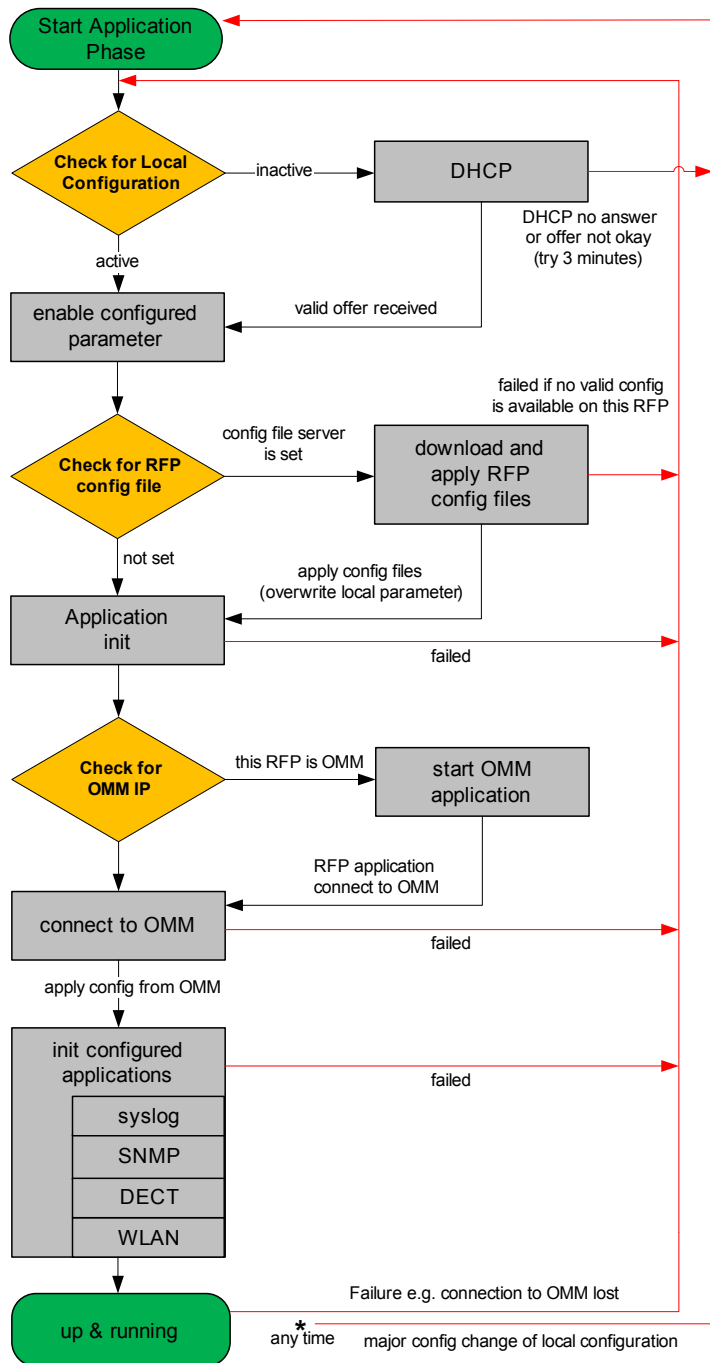 Start Application
Phase
Check for Local
Configuration
inactive
DHCP
DHCP no answer
or offer not okay
(try 3 minutes)
active
enable configured
parameter
valid offer received
failed if no valid config
is available on this RFP
Check for RFP
config file
config file server
is set
download and
apply RFP
config files
not set
apply config files
(overwrite local parameter)
Application
init
failed
Check for
OMM IP
this RFP is OMM
start OMM
application
RFP application
connect to OMM
connect to OMM
failed
apply config from OMM
init configured
applications
failed
syslog
SNMP
DECT
WLAN
Failure e.g. connection to OMM lost
up & running
*
any time
major config change of local configuration